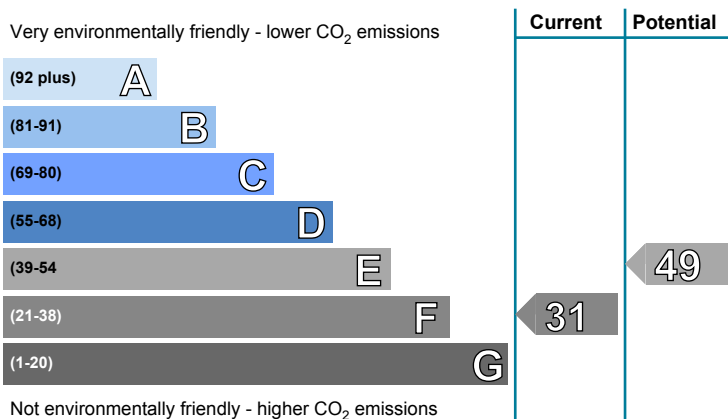 Current Potential
Very environmentally friendly - lower CO2 emissions
(92 plus) A
(81-91) B
(69-80) C
(55-68) D
(39-54 E
49
(21-38) F
31
(1-20) G
Not environmentally friendly - higher CO2 emissions